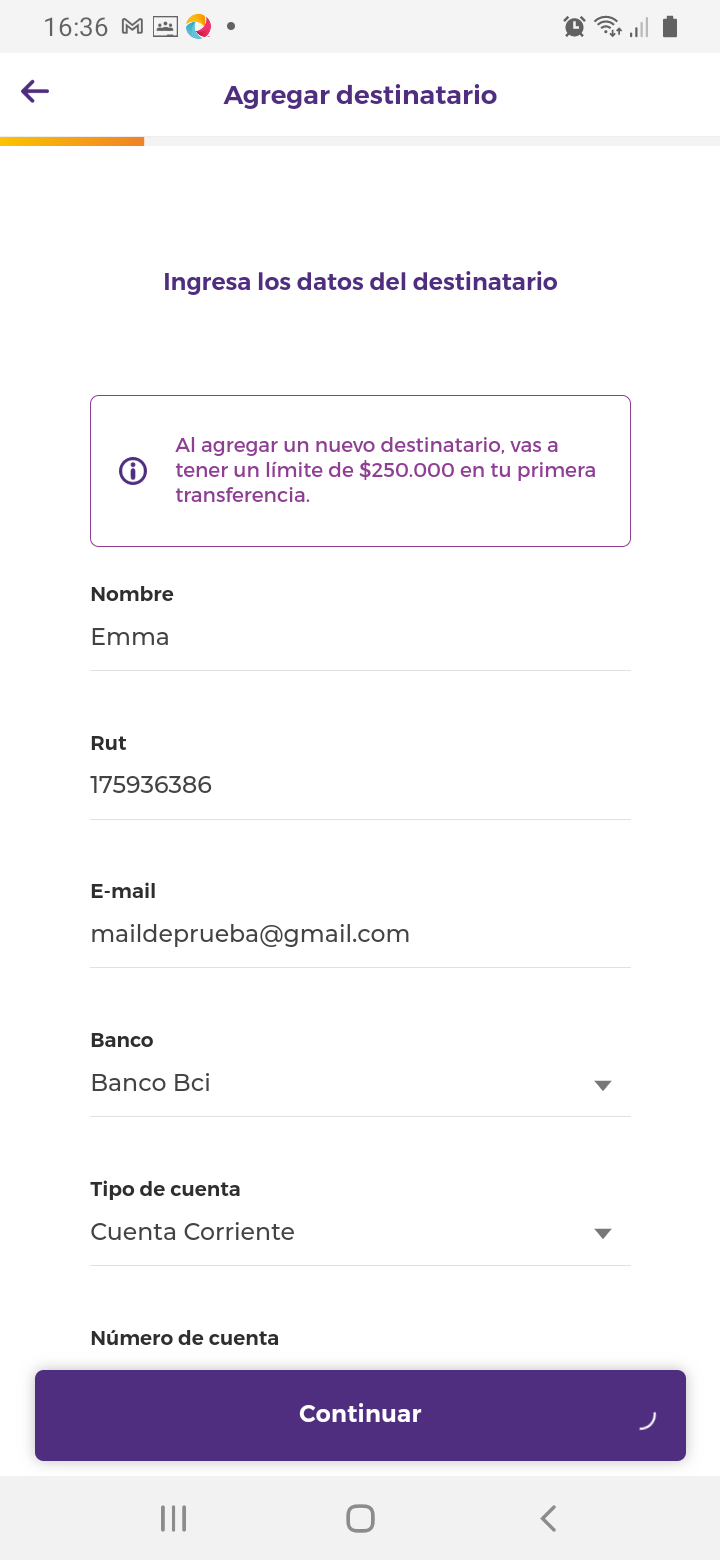 16:36
Agregar destinatario
Ingresa los datos del destinatario
Al agregar un nuevo destinatario, vas a
tener un límite de $250.000 en tu primera
transferencia.
Nombre
Emma
Rut
175936386
E-mail
maildeprueba@gmail.com
Banco
Banco Bci
Tipo de cuenta
Cuenta Corriente
Número de cuenta
Continuar